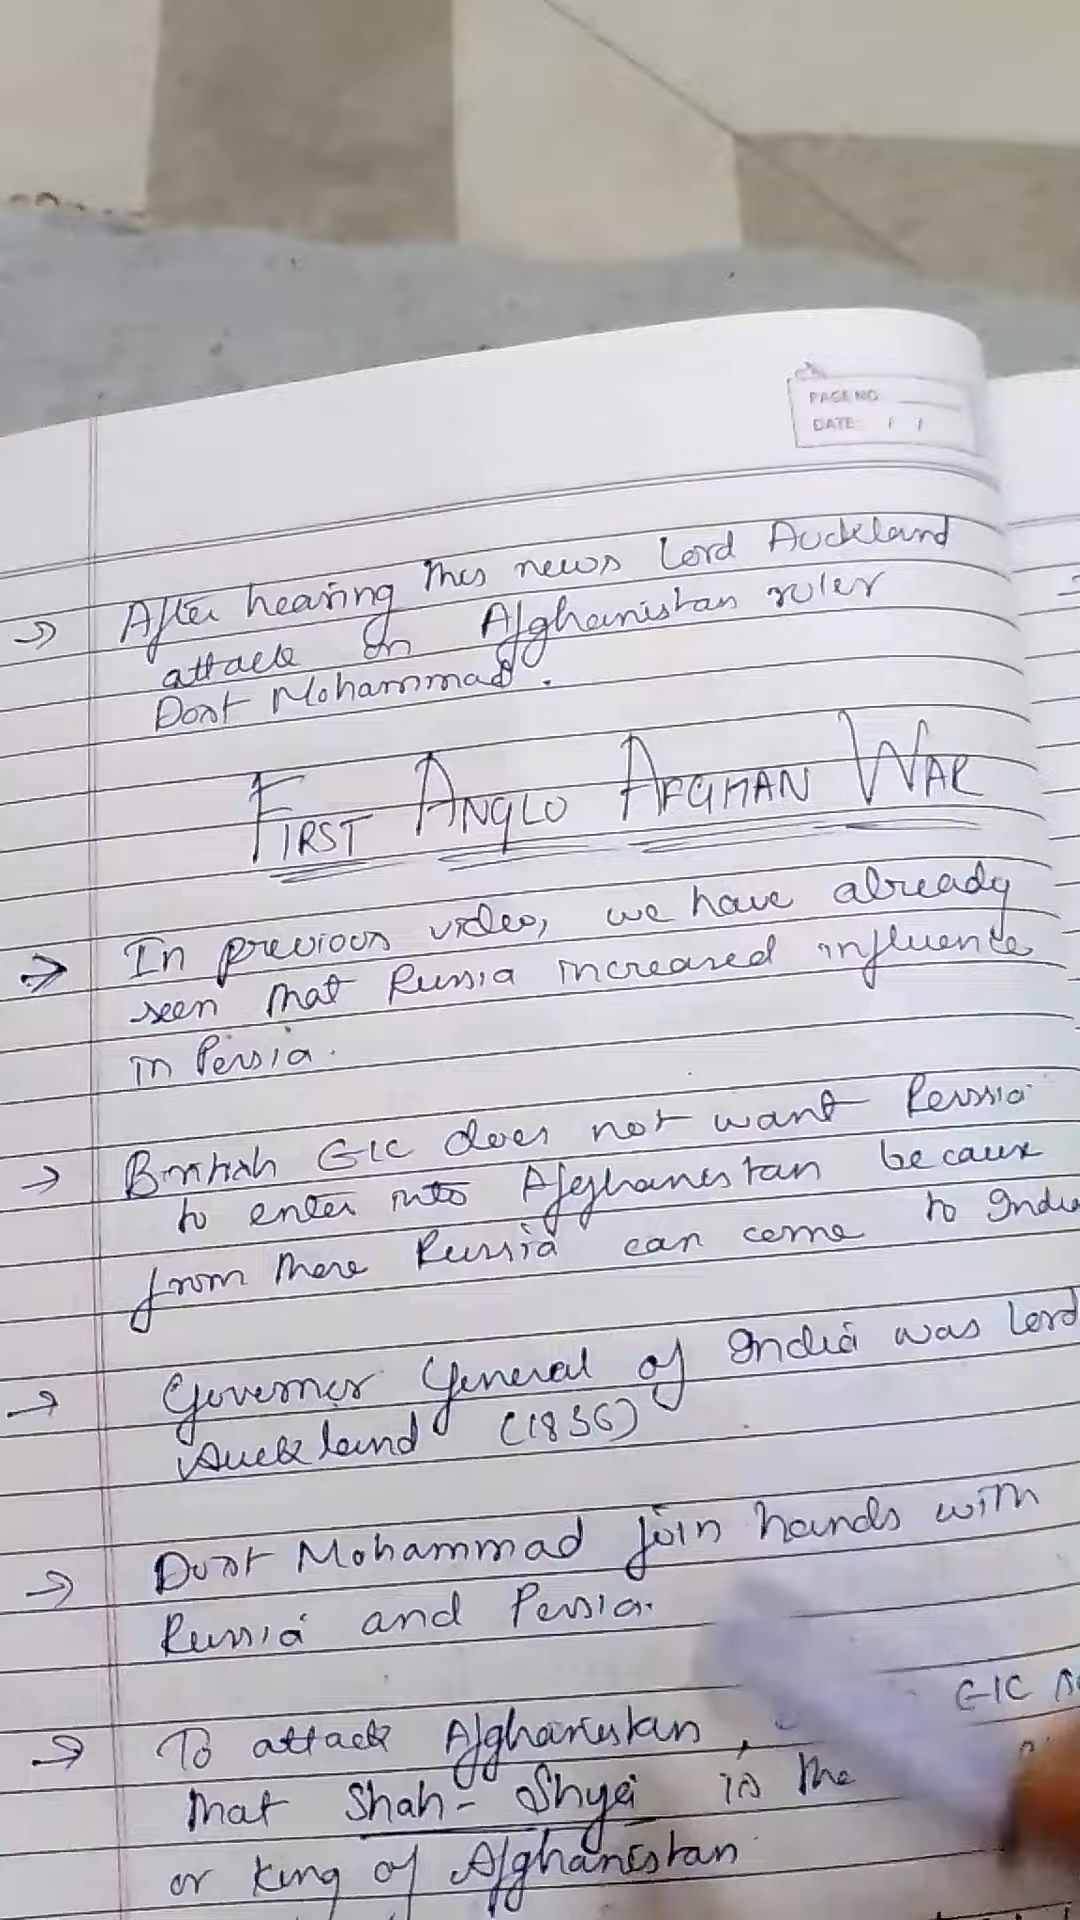 PAGE NO.
DATE: / /
→ After hearing this news Lord Auckland
attack on Afghanistan ruler
Dost Mohammad.
FIRST ANGLO AFGHAN WAR
→ In previous video, we have already
seen that Russia increased influence
in Persia.
→ British EIC does not want Russia
to enter into Afghanistan because
from there Russia can come to India
→ Governor General of India was Lord
Auckland (1836)
→ Dost Mohammad join hands with
Russia and Persia.
→ To attack Afghanistan, EIC
that Shah-Shuja is the
or King of Afghanistan